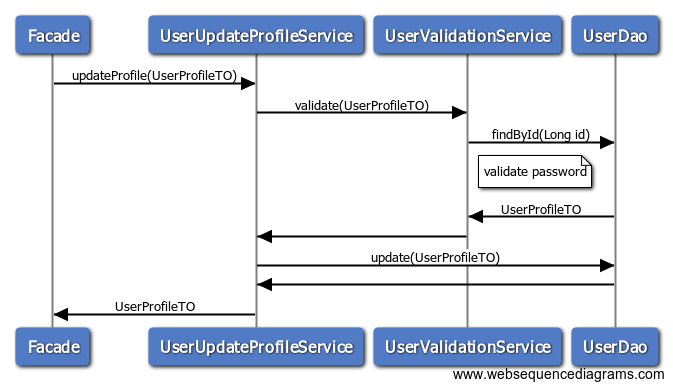 Facade
UserUpdateProfileService
UserValidationService
UserDao
updateProfile(UserProfileTO)
validate(UserProfileTO)
findById(Long id)
validate password
UserProfileTO
update(UserProfileTO)
UserProfileTO
Facade
UserUpdateProfileService
UserValidationService
UserDao
www.websequencediagrams.com